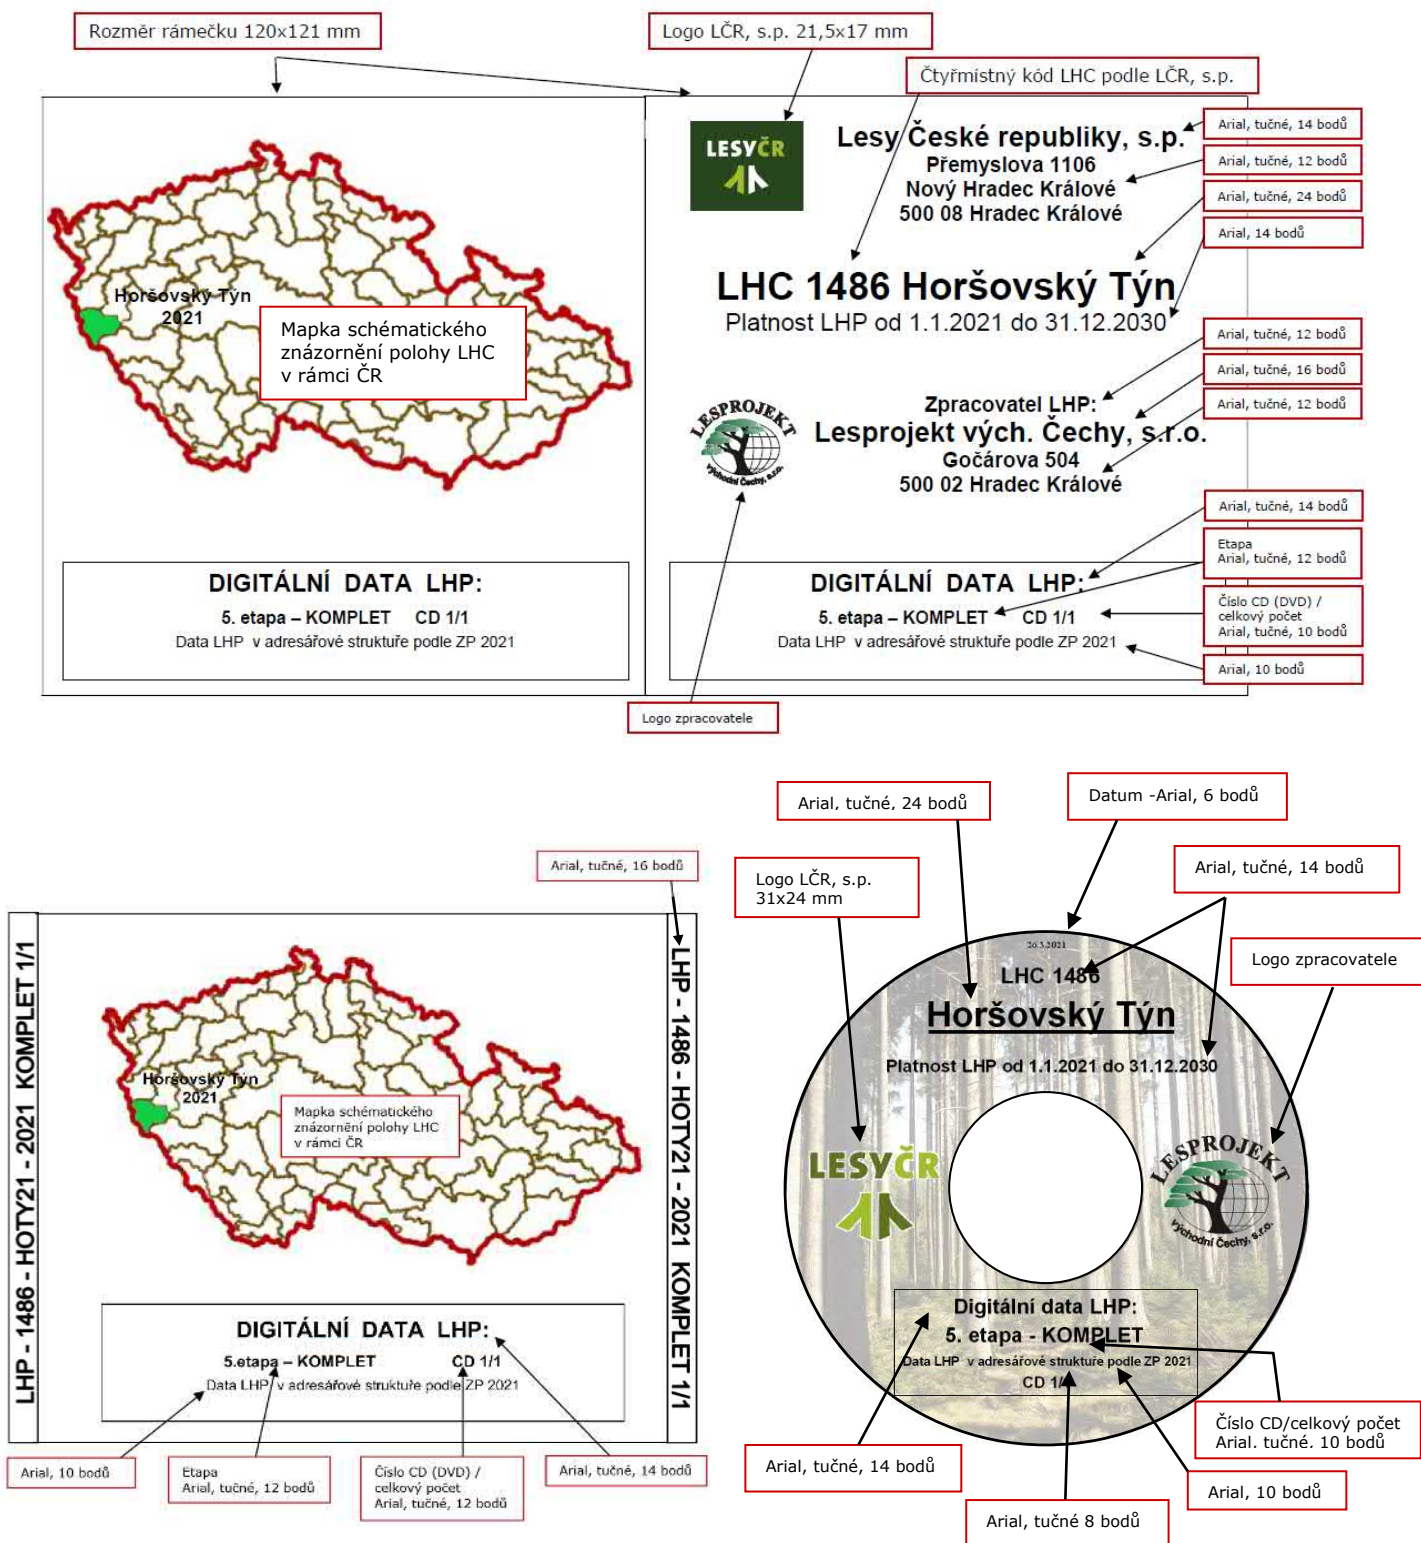 Rozměr rámečku 120x121 mm
Logo LČR, s.p. 21,5x17 mm
Čtyřmístný kód LHC podle LČR, s.p.
Horšovský Týn
2021
Mapka schématického
znázornění polohy LHC
v rámci ČR
DIGITÁLNÍ DATA LHP:
5. etapa – KOMPLET CD 1/1
Data LHP v adresářové struktuře podle ZP 2021
LESYČR
Lesy České republiky, s.p.
Přemyslova 1106
Nový Hradec Králové
500 08 Hradec Králové
LHC 1486 Horšovský Týn
Platnost LHP od 1.1.2021 do 31.12.2030
LESPROJEKT
východní Čechy, s.r.o.
Zpracovatel LHP:
Lesprojekt vých. Čechy, s.r.o.
Gočárova 504
500 02 Hradec Králové
DIGITÁLNÍ DATA LHP:
5. etapa – KOMPLET CD 1/1
Data LHP v adresářové struktuře podle ZP 2021
Arial, tučné, 14 bodů
Arial, tučné, 12 bodů
Arial, tučné, 24 bodů
Arial, 14 bodů
Arial, tučné, 12 bodů
Arial, tučné, 16 bodů
Arial, tučné, 12 bodů
Arial, tučné, 14 bodů
Etapa
Arial, tučné, 12 bodů
Číslo CD (DVD) /
celkový počet
Arial, tučné, 10 bodů
Arial, 10 bodů
Logo zpracovatele
Arial, tučné, 16 bodů
LHP - 1486 - HOTY21 - 2021 KOMPLET 1/1
Horšovský Týn
2021
Mapka schématického
znázornění polohy LHC
v rámci ČR
DIGITÁLNÍ DATA LHP:
5.etapa – KOMPLET CD 1/1
Data LHP v adresářové struktuře podle ZP 2021
LHP - 1486 - HOTY21 - 2021 KOMPLET 1/1
Arial, 10 bodů
Etapa
Arial, tučné, 12 bodů
Číslo CD (DVD) /
celkový počet
Arial, tučné, 12 bodů
Arial, tučné, 14 bodů
Arial, tučné, 24 bodů
Datum -Arial, 6 bodů
Logo LČR, s.p.
31x24 mm
Arial, tučné, 14 bodů
Logo zpracovatele
26.3.2021
LHC 1486
Horšovský Týn
Platnost LHP od 1.1.2021 do 31.12.2030
LESYČR
LESPROJEKT
východní Čechy, s.r.o.
Digitální data LHP:
5. etapa - KOMPLET
Data LHP v adresářové struktuře podle ZP 2021
CD 1/
Číslo CD/celkový počet
Arial, tučné, 10 bodů
Arial, tučné, 14 bodů
Arial, 10 bodů
Arial, tučné 8 bodů